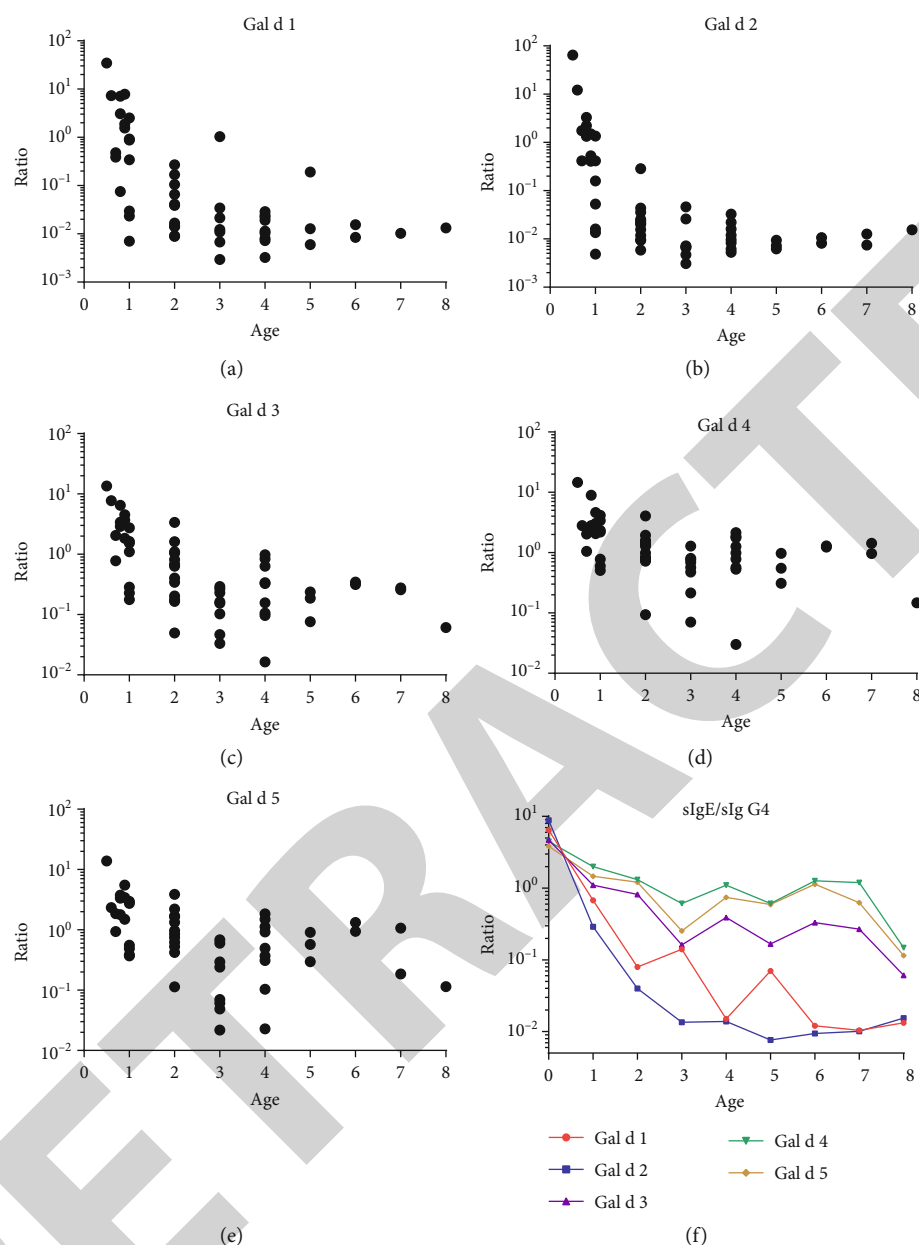 Gal d 1
Ratio
10² 10¹ 10⁰ 10⁻¹ 10⁻² 10⁻³
0 1 2 3 4 5 6 7 8
Age
(a)
Gal d 2
Ratio
10² 10¹ 10⁰ 10⁻¹ 10⁻² 10⁻³
0 1 2 3 4 5 6 7 8
Age
(b)
Gal d 3
Ratio
10² 10¹ 10⁰ 10⁻¹ 10⁻²
0 1 2 3 4 5 6 7 8
Age
(c)
Gal d 4
Ratio
10² 10¹ 10⁰ 10⁻¹ 10⁻²
0 1 2 3 4 5 6 7 8
Age
(d)
Gal d 5
Ratio
10² 10¹ 10⁰ 10⁻¹ 10⁻²
0 1 2 3 4 5 6 7 8
Age
(e)
sIgE/sIg G4
Ratio
10¹ 10⁰ 10⁻¹ 10⁻²
0 1 2 3 4 5 6 7 8
Age
Gal d 1
Gal d 2
Gal d 3
Gal d 4
Gal d 5
(f)
ETRACTE